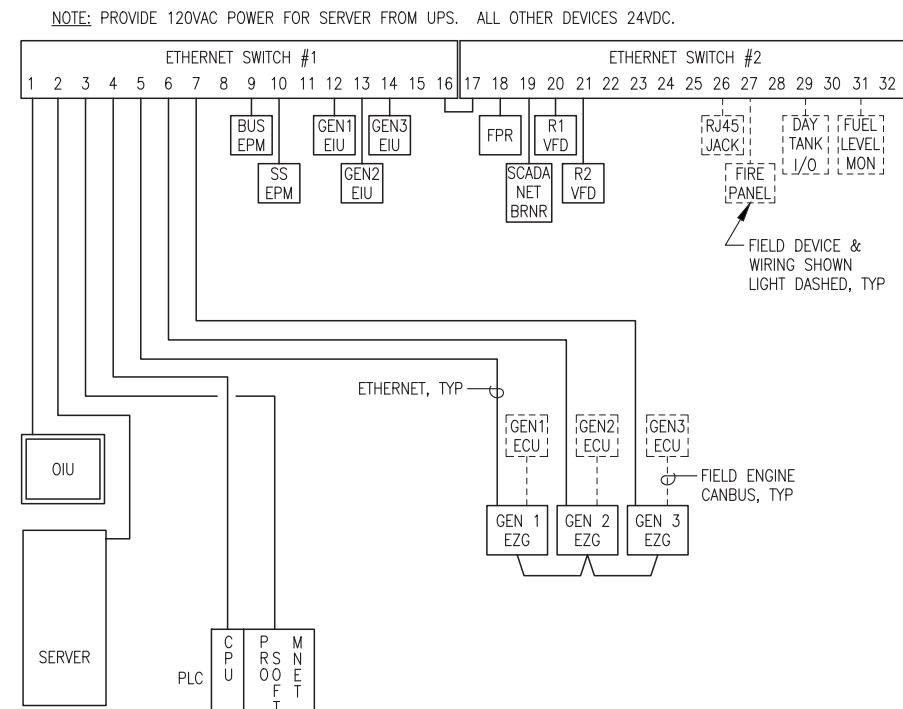 NOTE: PROVIDE 120VAC POWER FOR SERVER FROM UPS. ALL OTHER DEVICES 24VDC.
ETHERNET SWITCH #1
ETHERNET SWITCH #2
1 2 3 4 5 6 7 8 9 10 11 12 13 14 15 16 17 18 19 20 21 22 23 24 25 26 27 28 29 30 31 32
BUS
EPM
SS
EPM
GEN1
EIU
GEN2
EIU
GEN3
EIU
FPR
SCADA
NET
BRNR
R1
VFD
R2
VFD
RJ45
JACK
FIRE
PANEL
DAY
TANK
I/O
FUEL
LEVEL
MON
FIELD DEVICE &
WIRING SHOWN
LIGHT DASHED, TYP
ETHERNET, TYP
GEN1
ECU
GEN2
ECU
GEN3
ECU
FIELD ENGINE
CANBUS, TYP
OIU
GEN 1
EZG
GEN 2
EZG
GEN 3
EZG
SERVER
PLC
CPU
PRO
SOFT
MNET